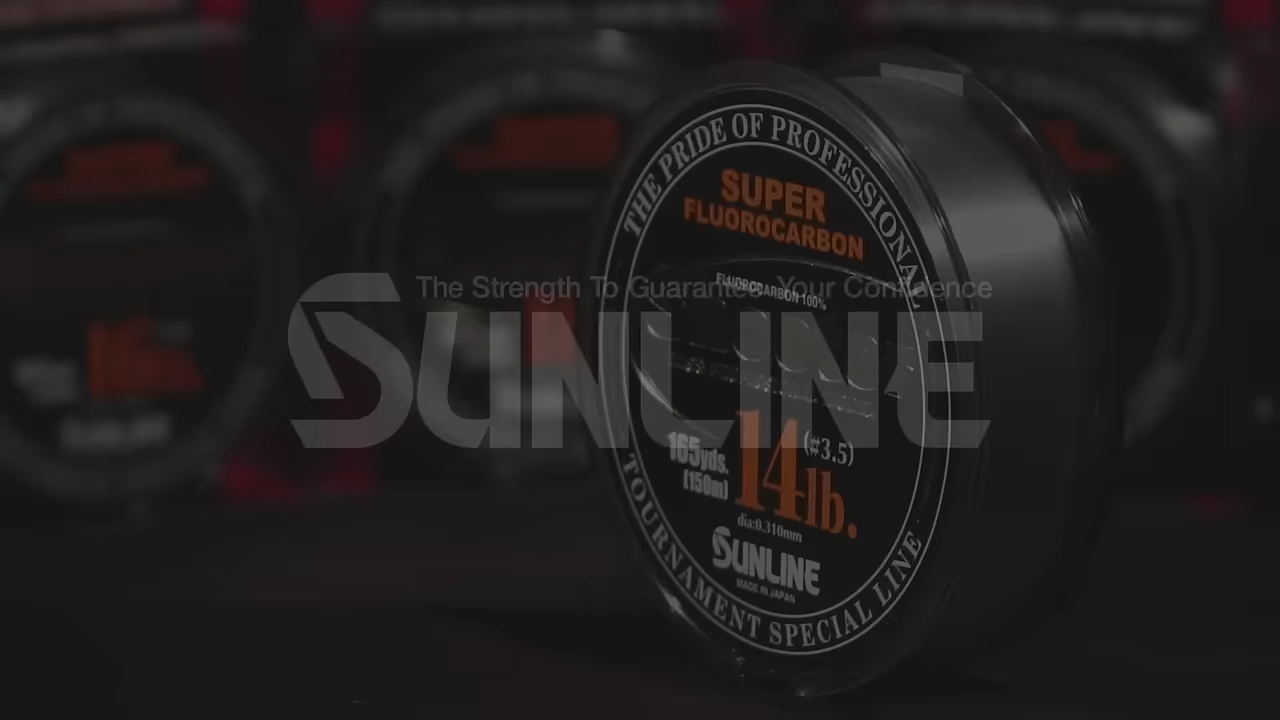 THE PRIDE OF PROFESSIONAL
SUPER
FLUOROCARBON
FLUOROCARBON 100%
The Strength To Guarantee Your Confidence
SUNLINE
14lb.
(#3.5)
165yds.
(150m)
dia:0.310mm
SUNLINE
MADE IN JAPAN
TOURNAMENT SPECIAL LINE
16